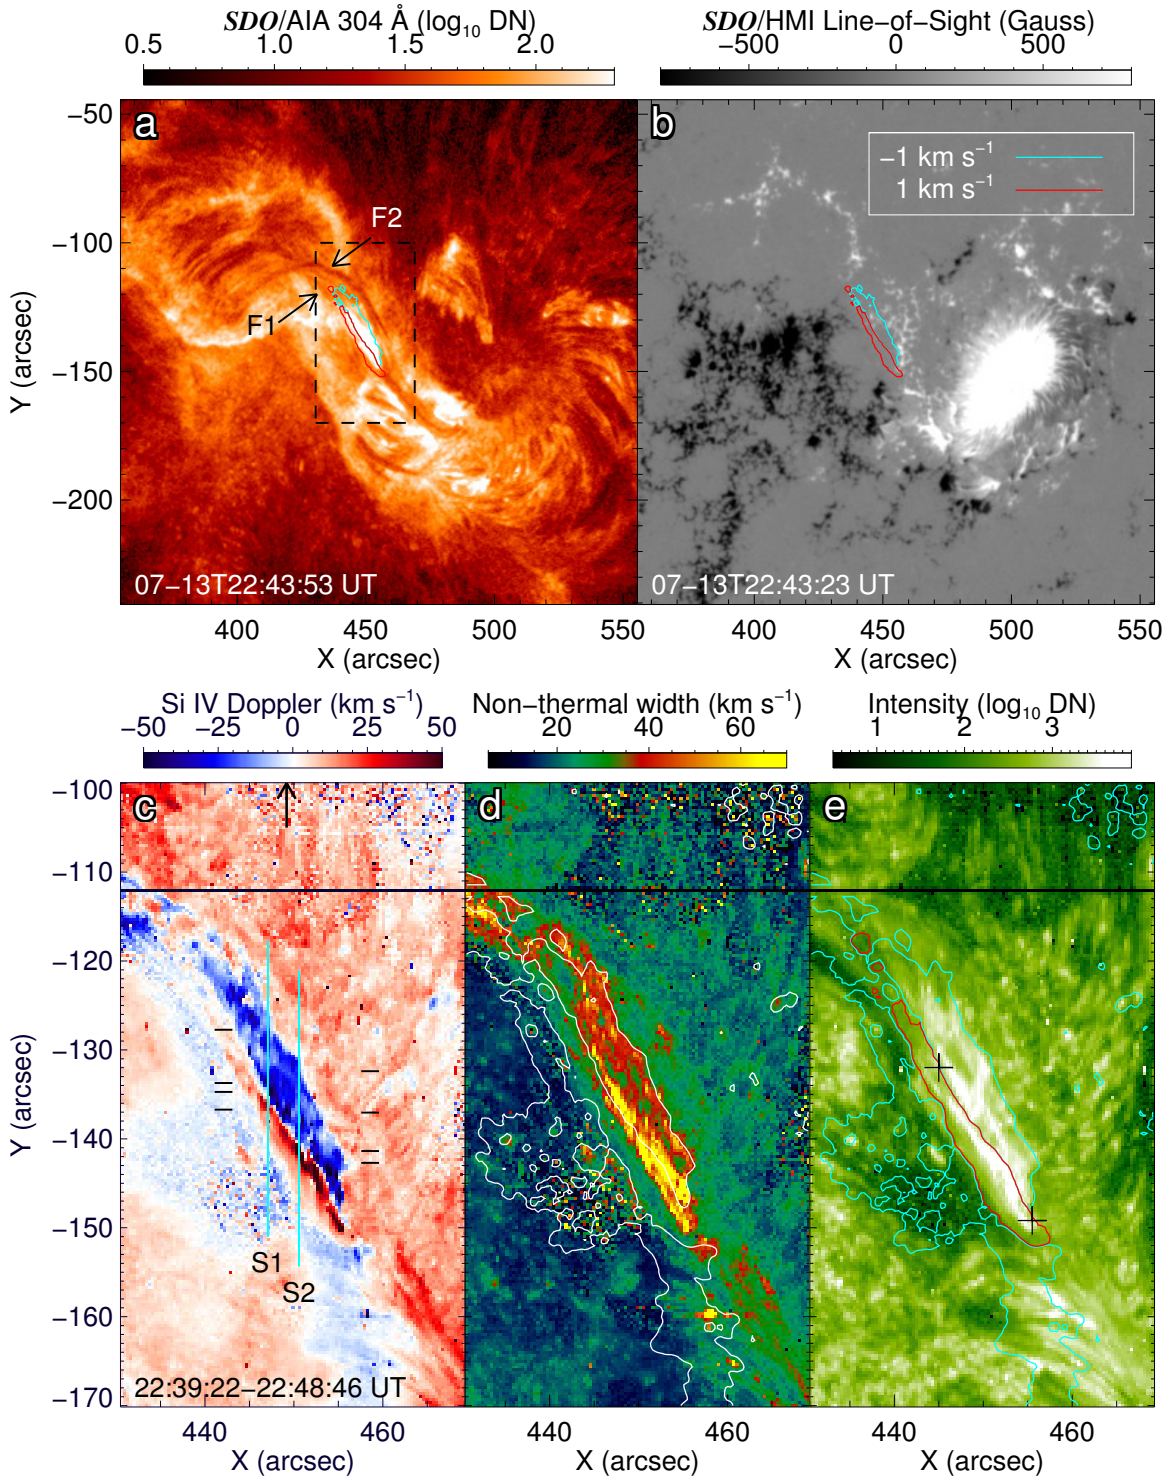 SDO/AIA 304 Å (log₁₀ DN)
0.5 1.0 1.5 2.0
SDO/HMI Line−of−Sight (Gauss)
−500 0 500
a
F2
F1
07−13T22:43:53 UT
−50
−100
−150
−200
Y (arcsec)
400 450 500 550
X (arcsec)
b
−1 km s⁻¹
1 km s⁻¹
07−13T22:43:23 UT
400 450 500 550
X (arcsec)
Si IV Doppler (km s⁻¹)
−50 −25 0 25 50
Non−thermal width (km s⁻¹)
20 40 60
Intensity (log₁₀ DN)
1 2 3
c
S1
S2
22:39:22−22:48:46 UT
−100
−110
−120
−130
−140
−150
−160
−170
Y (arcsec)
440 460
X (arcsec)
d
440 460
X (arcsec)
e
440 460
X (arcsec)